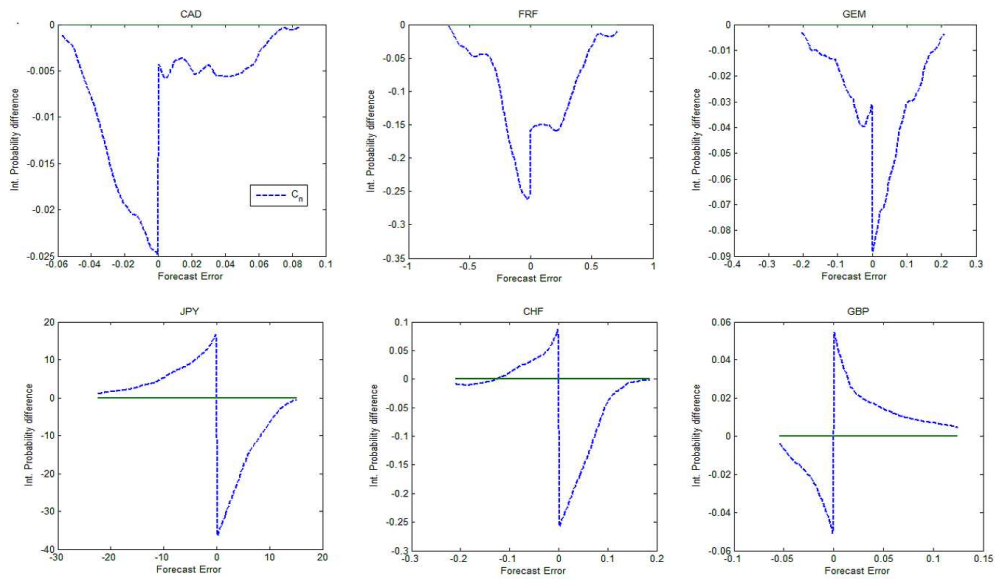 CAD
Int. Probability difference
0
-0.005
-0.01
-0.015
-0.02
-0.025
-0.06 -0.04 -0.02 0 0.02 0.04 0.06 0.08 0.1
Forecast Error
Cn
FRF
Int. Probability difference
0
-0.05
-0.1
-0.15
-0.2
-0.25
-0.3
-0.35
-1 -0.5 0 0.5 1
Forecast Error
GEM
Int. Probability difference
0
-0.01
-0.02
-0.03
-0.04
-0.05
-0.06
-0.07
-0.08
-0.09
-0.4 -0.3 -0.2 -0.1 0 0.1 0.2 0.3
Forecast Error
JPY
Int. Probability difference
20
10
0
-10
-20
-30
-40
-30 -20 -10 0 10 20
Forecast Error
CHF
Int. Probability difference
0.1
0.05
0
-0.05
-0.1
-0.15
-0.2
-0.25
-0.3
-0.3 -0.2 -0.1 0 0.1 0.2
Forecast Error
GBP
Int. Probability difference
0.06
0.04
0.02
0
-0.02
-0.04
-0.06
-0.1 -0.05 0 0.05 0.1 0.15
Forecast Error